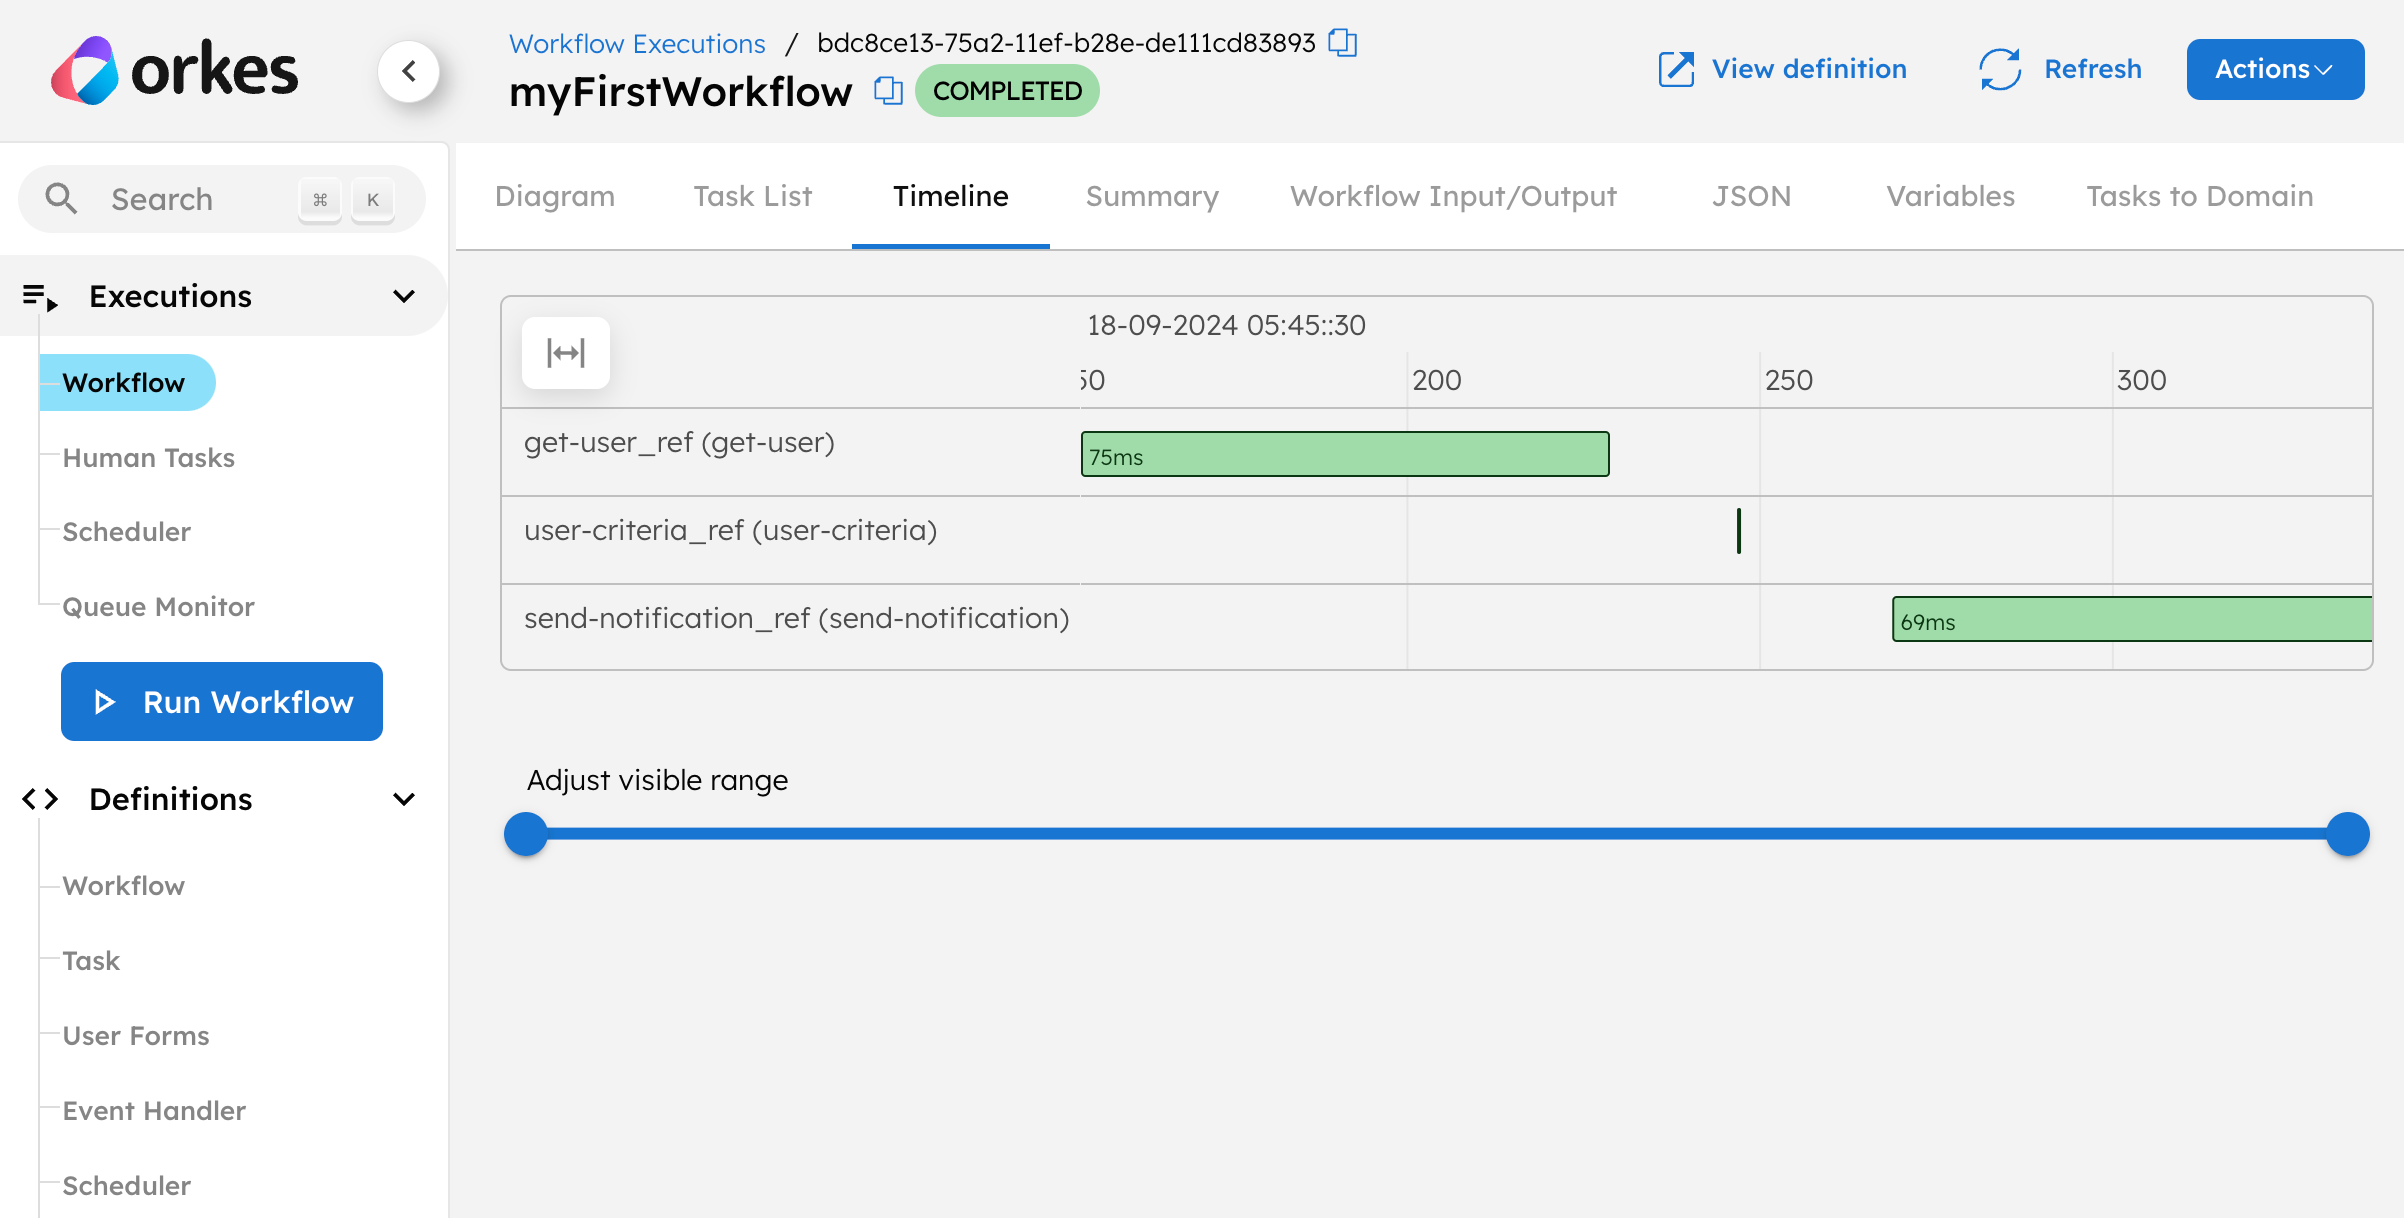 orkes
Workflow Executions / bdc8ce13-75a2-11ef-b28e-de111cd83893
myFirstWorkflow COMPLETED
View definition Refresh Actions
Search ⌘ K
Diagram Task List Timeline Summary Workflow Input/Output JSON Variables Tasks to Domain
Executions
Workflow
Human Tasks
Scheduler
Queue Monitor
Run Workflow
Definitions
Workflow
Task
User Forms
Event Handler
Scheduler
18-09-2024 05:45::30
50 200 250 300
get-user_ref (get-user)
75ms
user-criteria_ref (user-criteria)
send-notification_ref (send-notification)
69ms
Adjust visible range